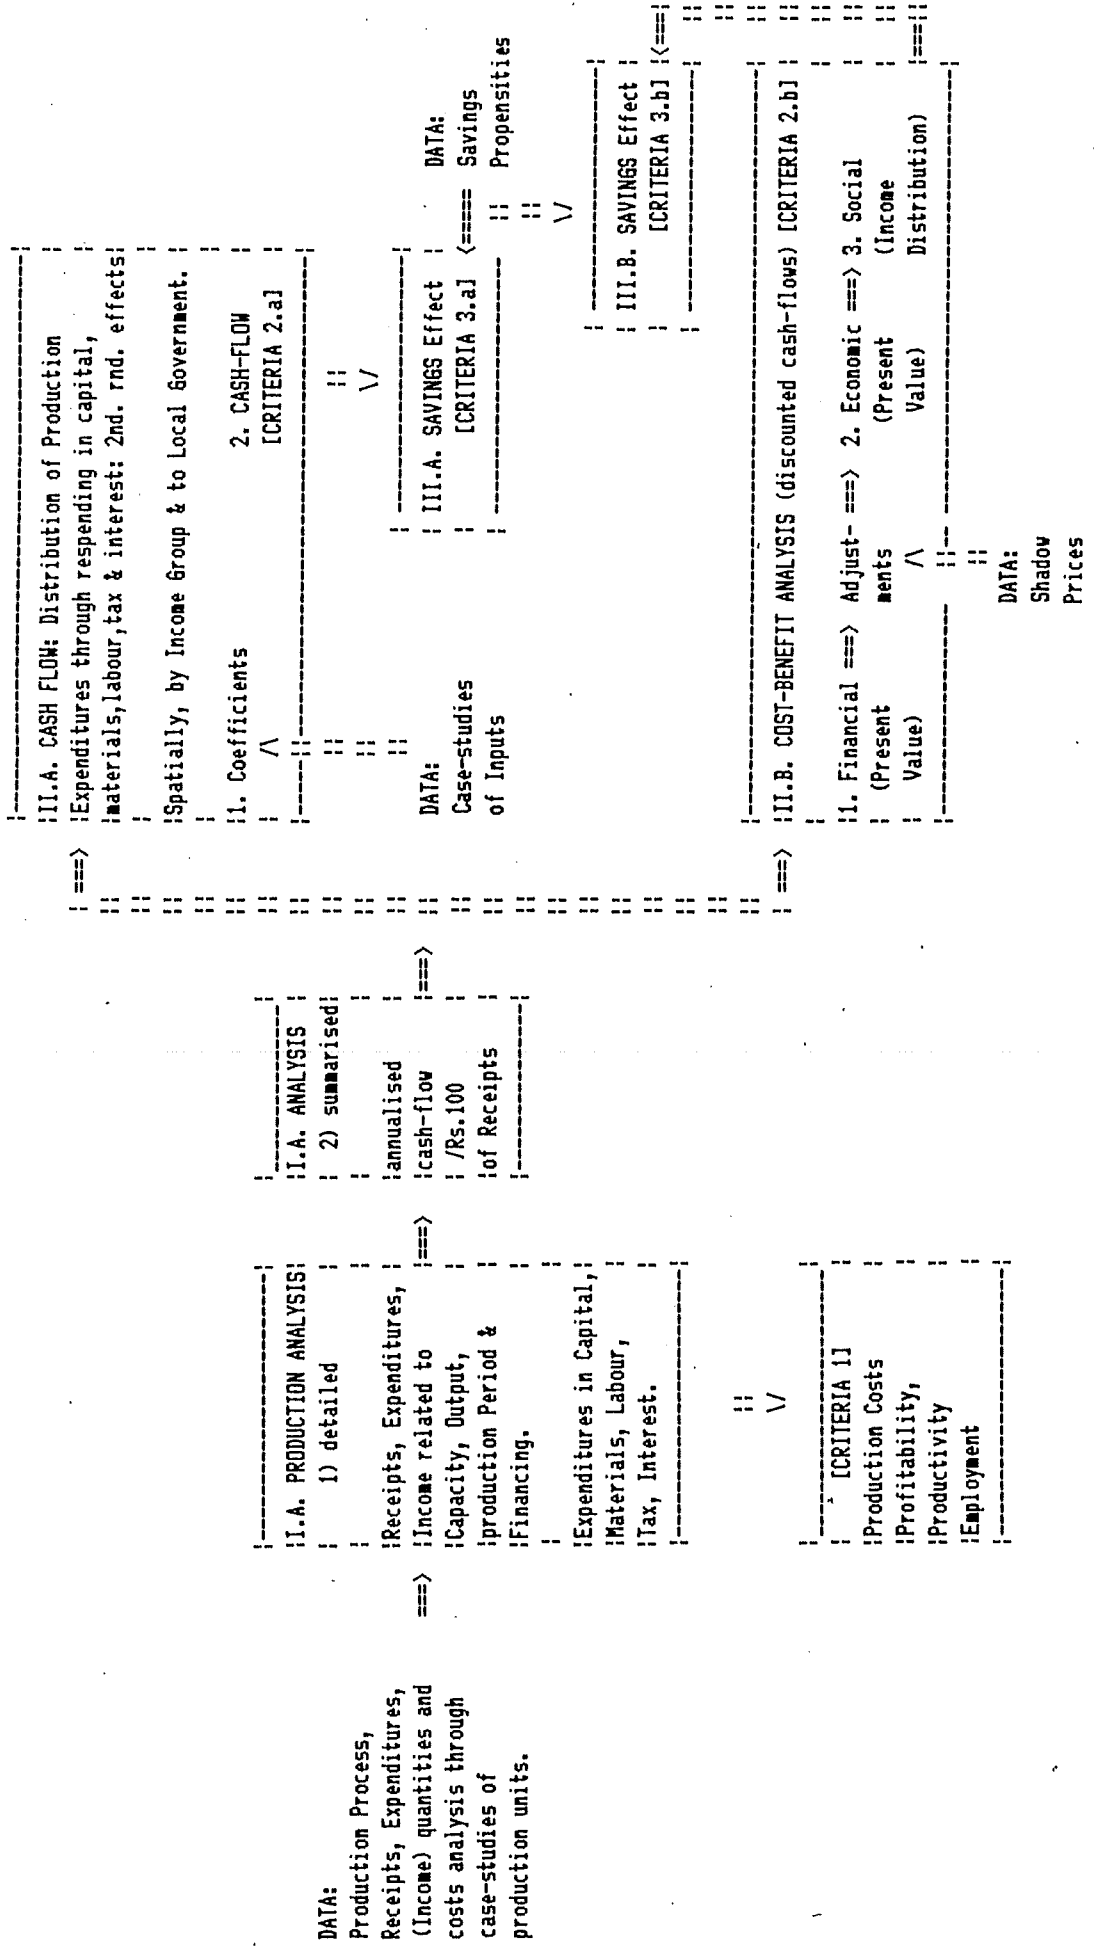 DATA:
Production Process,
Receipts, Expenditures,
(Income) quantities and
costs analysis through
case-studies of
production units.
I.A. PRODUCTION ANALYSIS
1) detailed
Receipts, Expenditures,
Income related to
Capacity, Output,
production Period &
Financing.
Expenditures in Capital,
Materials, Labour,
Tax, Interest.
[CRITERIA 1]
Production Costs
Profitability,
Productivity
Employment
I.A. ANALYSIS
2) summarised
annualised
cash-flow
/Rs.100
of Receipts
II.A. CASH FLOW: Distribution of Production
Expenditures through respending in capital,
materials,labour,tax & interest: 2nd. rnd. effects
Spatially, by Income Group & to Local Government.
1. Coefficients 2. CASH-FLOW
[CRITERIA 2.a]
DATA:
Case-studies
of Inputs
III.A. SAVINGS Effect
[CRITERIA 3.a] <=====
DATA:
Savings
Propensities
III.B. SAVINGS Effect
[CRITERIA 3.b]
II.B. COST-BENEFIT ANALYSIS (discounted cash-flows) [CRITERIA 2.b]
1. Financial ===> Adjust- ===> 2. Economic ===> 3. Social
(Present ments (Present (Income
Value) Value) Distribution)
DATA:
Shadow
Prices